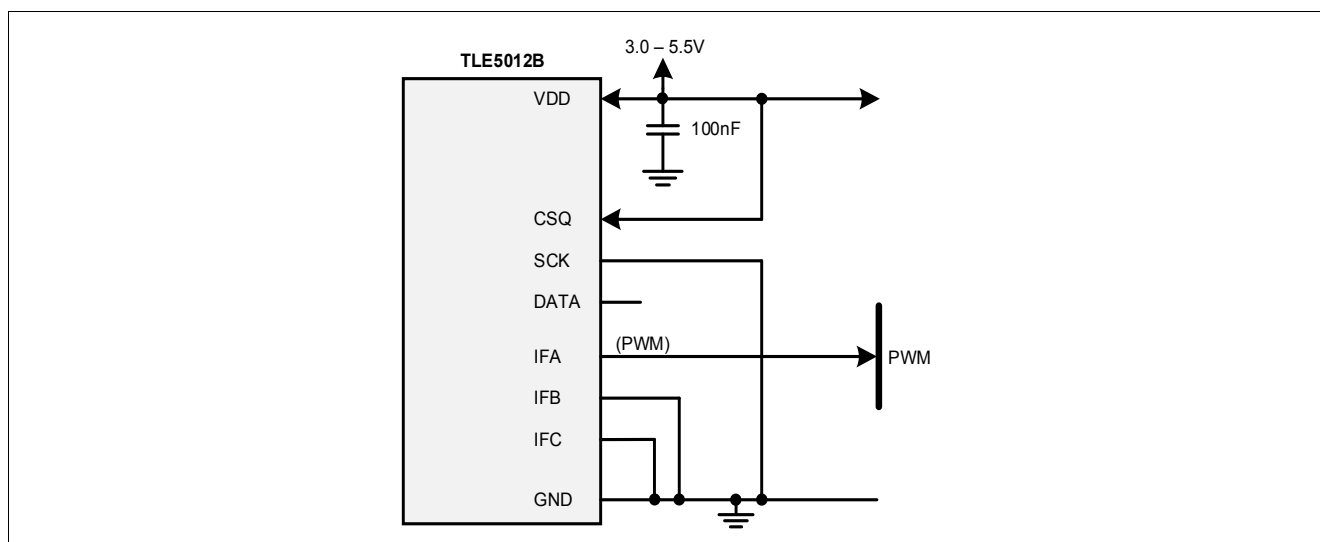 3.0 – 5.5V
TLE5012B
VDD
100nF
CSQ
SCK
DATA
IFA
(PWM)
PWM
IFB
IFC
GND